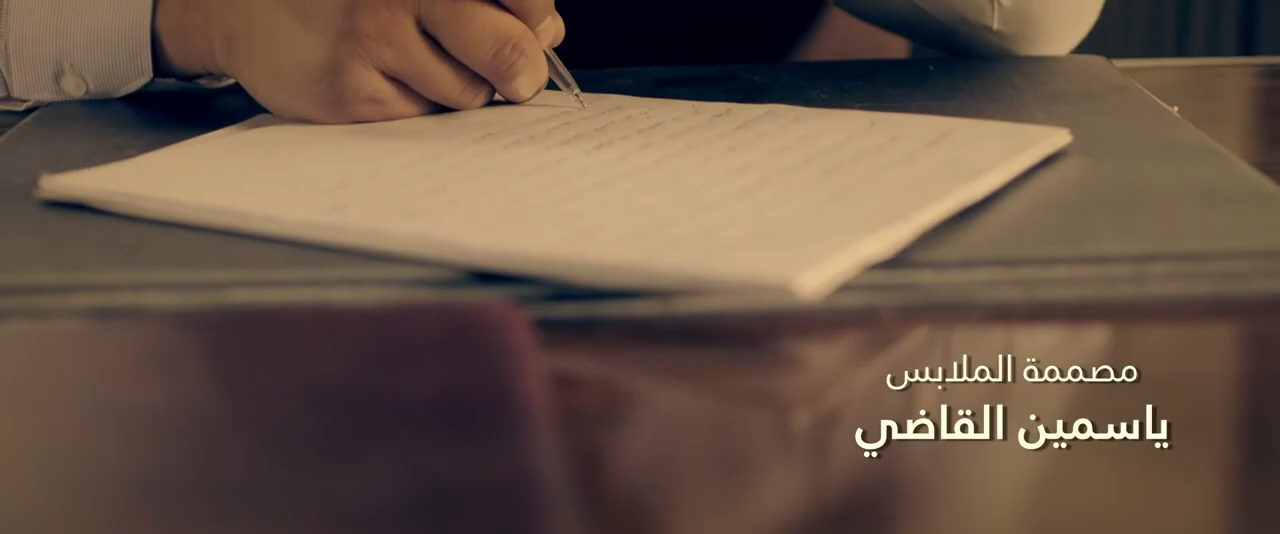 مصممة الملابس
ياسمين القاضي